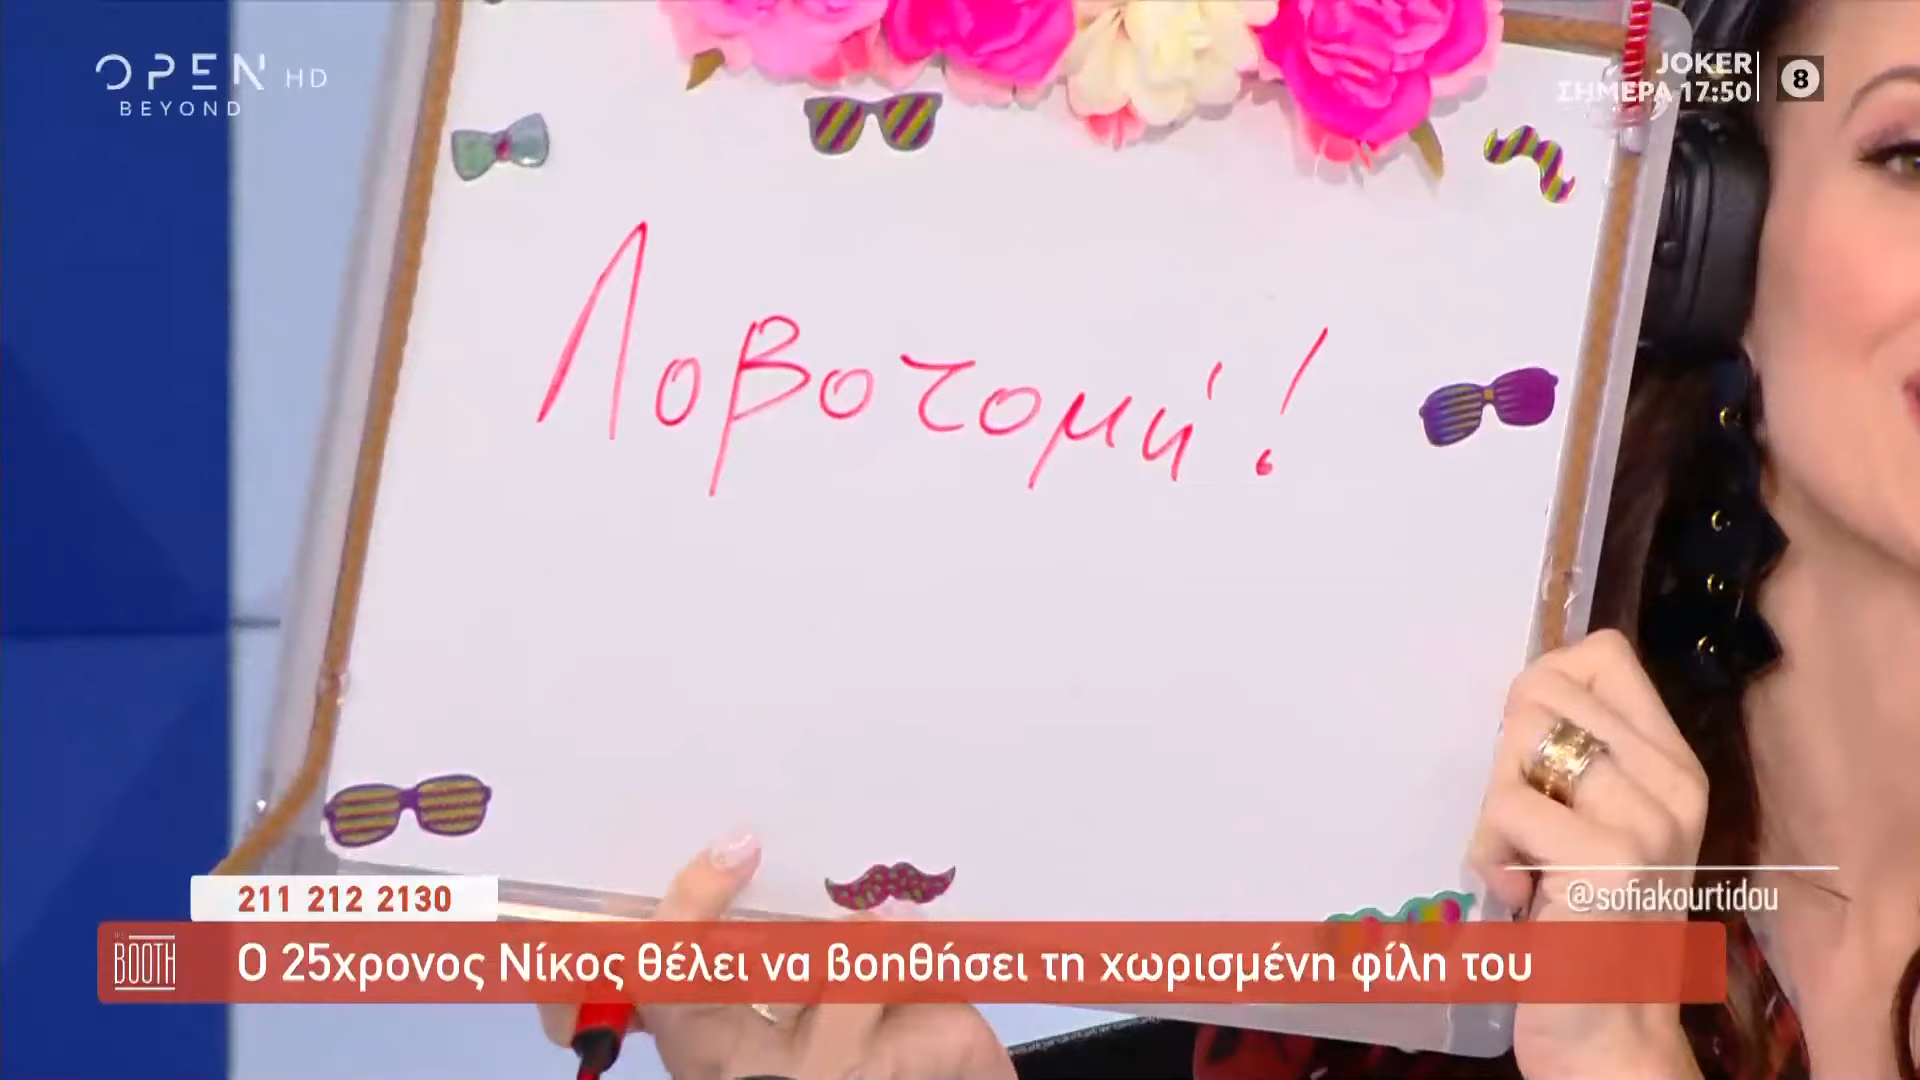 OPEN HD
BEYOND
JOKER
ΣΗΜΕΡΑ 17:50
8
Λοβοτομή!
211 212 2130
@sofiakourtidou
THE
BOOTH
Ο 25χρονος Νίκος θέλει να βοηθήσει τη χωρισμένη φίλη του